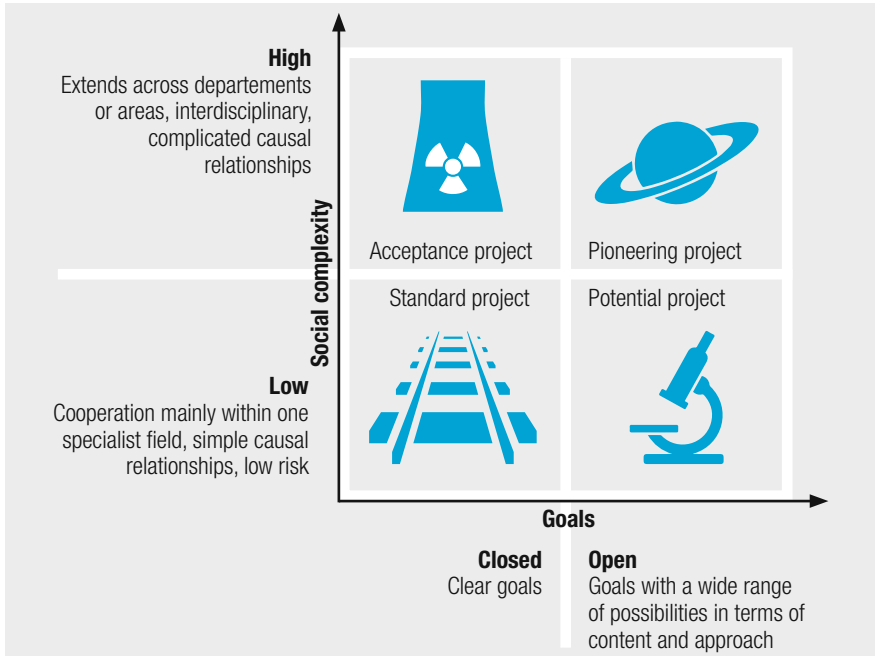 High
Extends across departements
or areas, interdisciplinary,
complicated causal
relationships
Social complexity
Acceptance project
Pioneering project
Standard project
Potential project
Low
Cooperation mainly within one
specialist field, simple causal
relationships, low risk
Goals
Closed
Clear goals
Open
Goals with a wide range
of possibilities in terms of
content and approach